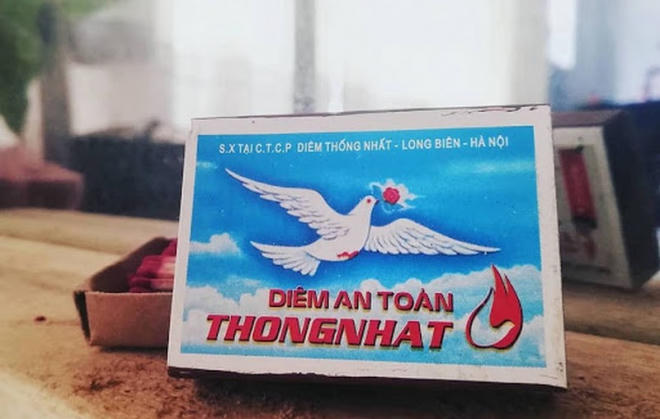 S.X TẠI C.T.C.P DIÊM THỐNG NHẤT - LONG BIÊN - HÀ NỘI
DIÊM AN TOÀN
THONGNHAT